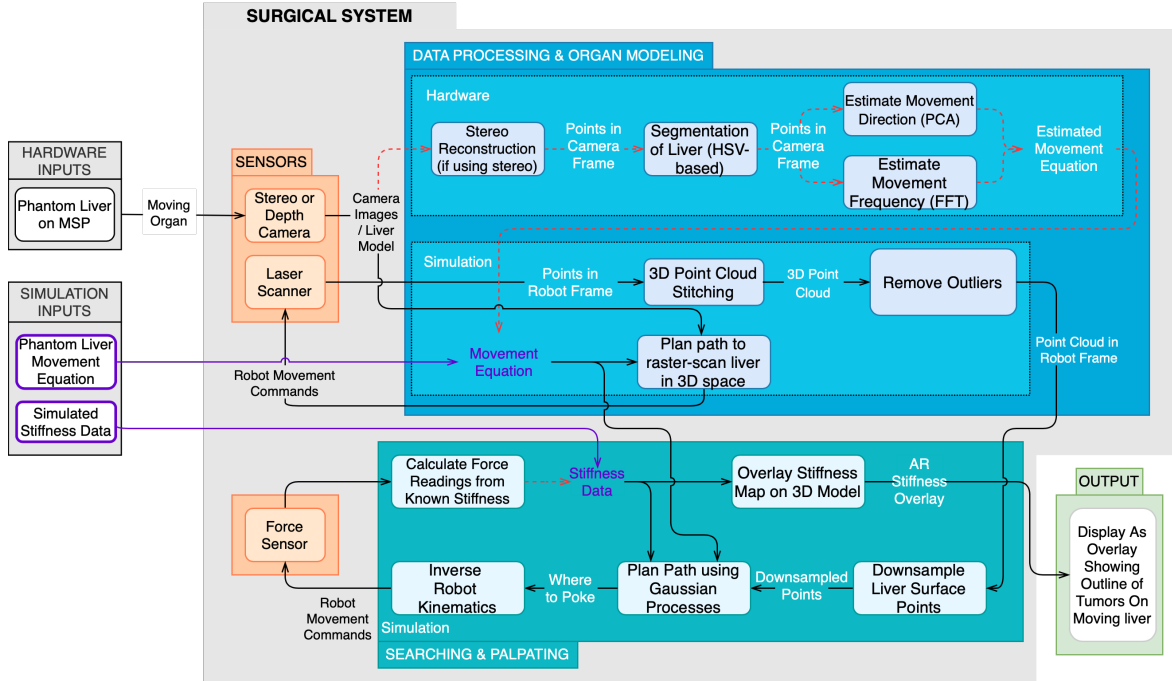 SURGICAL SYSTEM
DATA PROCESSING & ORGAN MODELING
Hardware
Stereo
Reconstruction
(if using stereo)
Points in
Camera
Frame
Segmentation
of Liver (HSV-
based)
Points in
Camera
Frame
Estimate Movement
Direction (PCA)
Estimate
Movement
Frequency (FFT)
Estimated
Movement
Equation
HARDWARE
INPUTS
Phantom Liver
on MSP
Moving
Organ
SENSORS
Stereo or
Depth
Camera
Laser
Scanner
Camera
Images
/ Liver
Model
Simulation
Points in
Robot Frame
3D Point Cloud
Stitching
3D Point
Cloud
Remove Outliers
Point Cloud in
Robot Frame
SIMULATION
INPUTS
Phantom Liver
Movement
Equation
Simulated
Stiffness Data
Robot Movement
Commands
Movement
Equation
Plan path to
raster-scan liver
in 3D space
Calculate Force
Readings from
Known Stiffness
Stiffness
Data
Overlay Stiffness
Map on 3D Model
AR
Stiffness
Overlay
Force
Sensor
Inverse
Robot
Kinematics
Where
to Poke
Plan Path using
Gaussian
Processes
Downsampled
Points
Downsample
Liver Surface
Points
Robot
Movement
Commands
Simulation
SEARCHING & PALPATING
OUTPUT
Display As
Overlay
Showing
Outline of
Tumors On
Moving liver